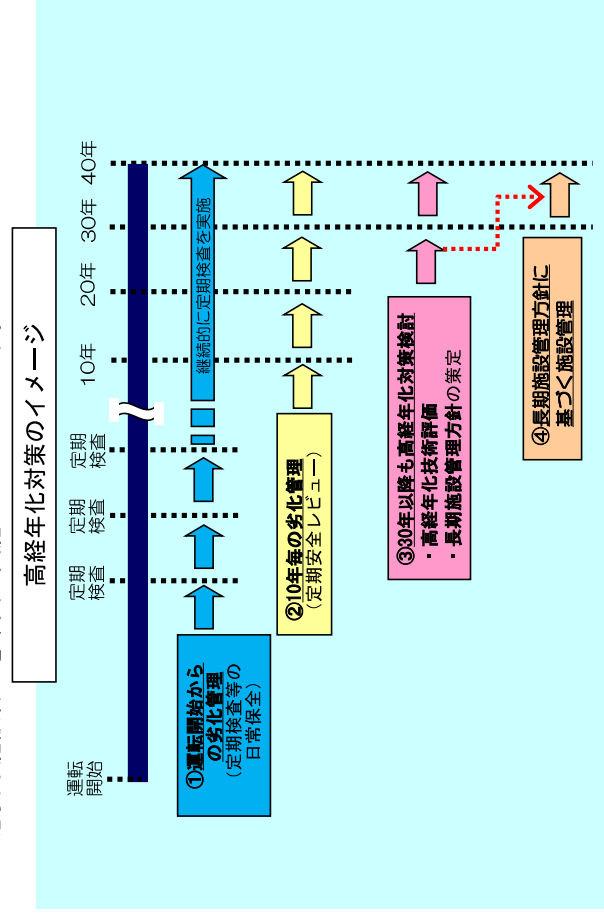 高経年化対策のイメージ
運転
開始
定期
検査
定期
検査
定期
検査
10年
20年
30年
40年
①運転開始から
の劣化管理
(定期検査等の
日常保全)
継続的に定期検査を実施
②10年毎の劣化管理
(定期安全レビュー)
③30年以降も高経年化対策検討
・高経年化技術評価
・長期施設管理方針の策定
④長期施設管理方針に
基づく施設管理